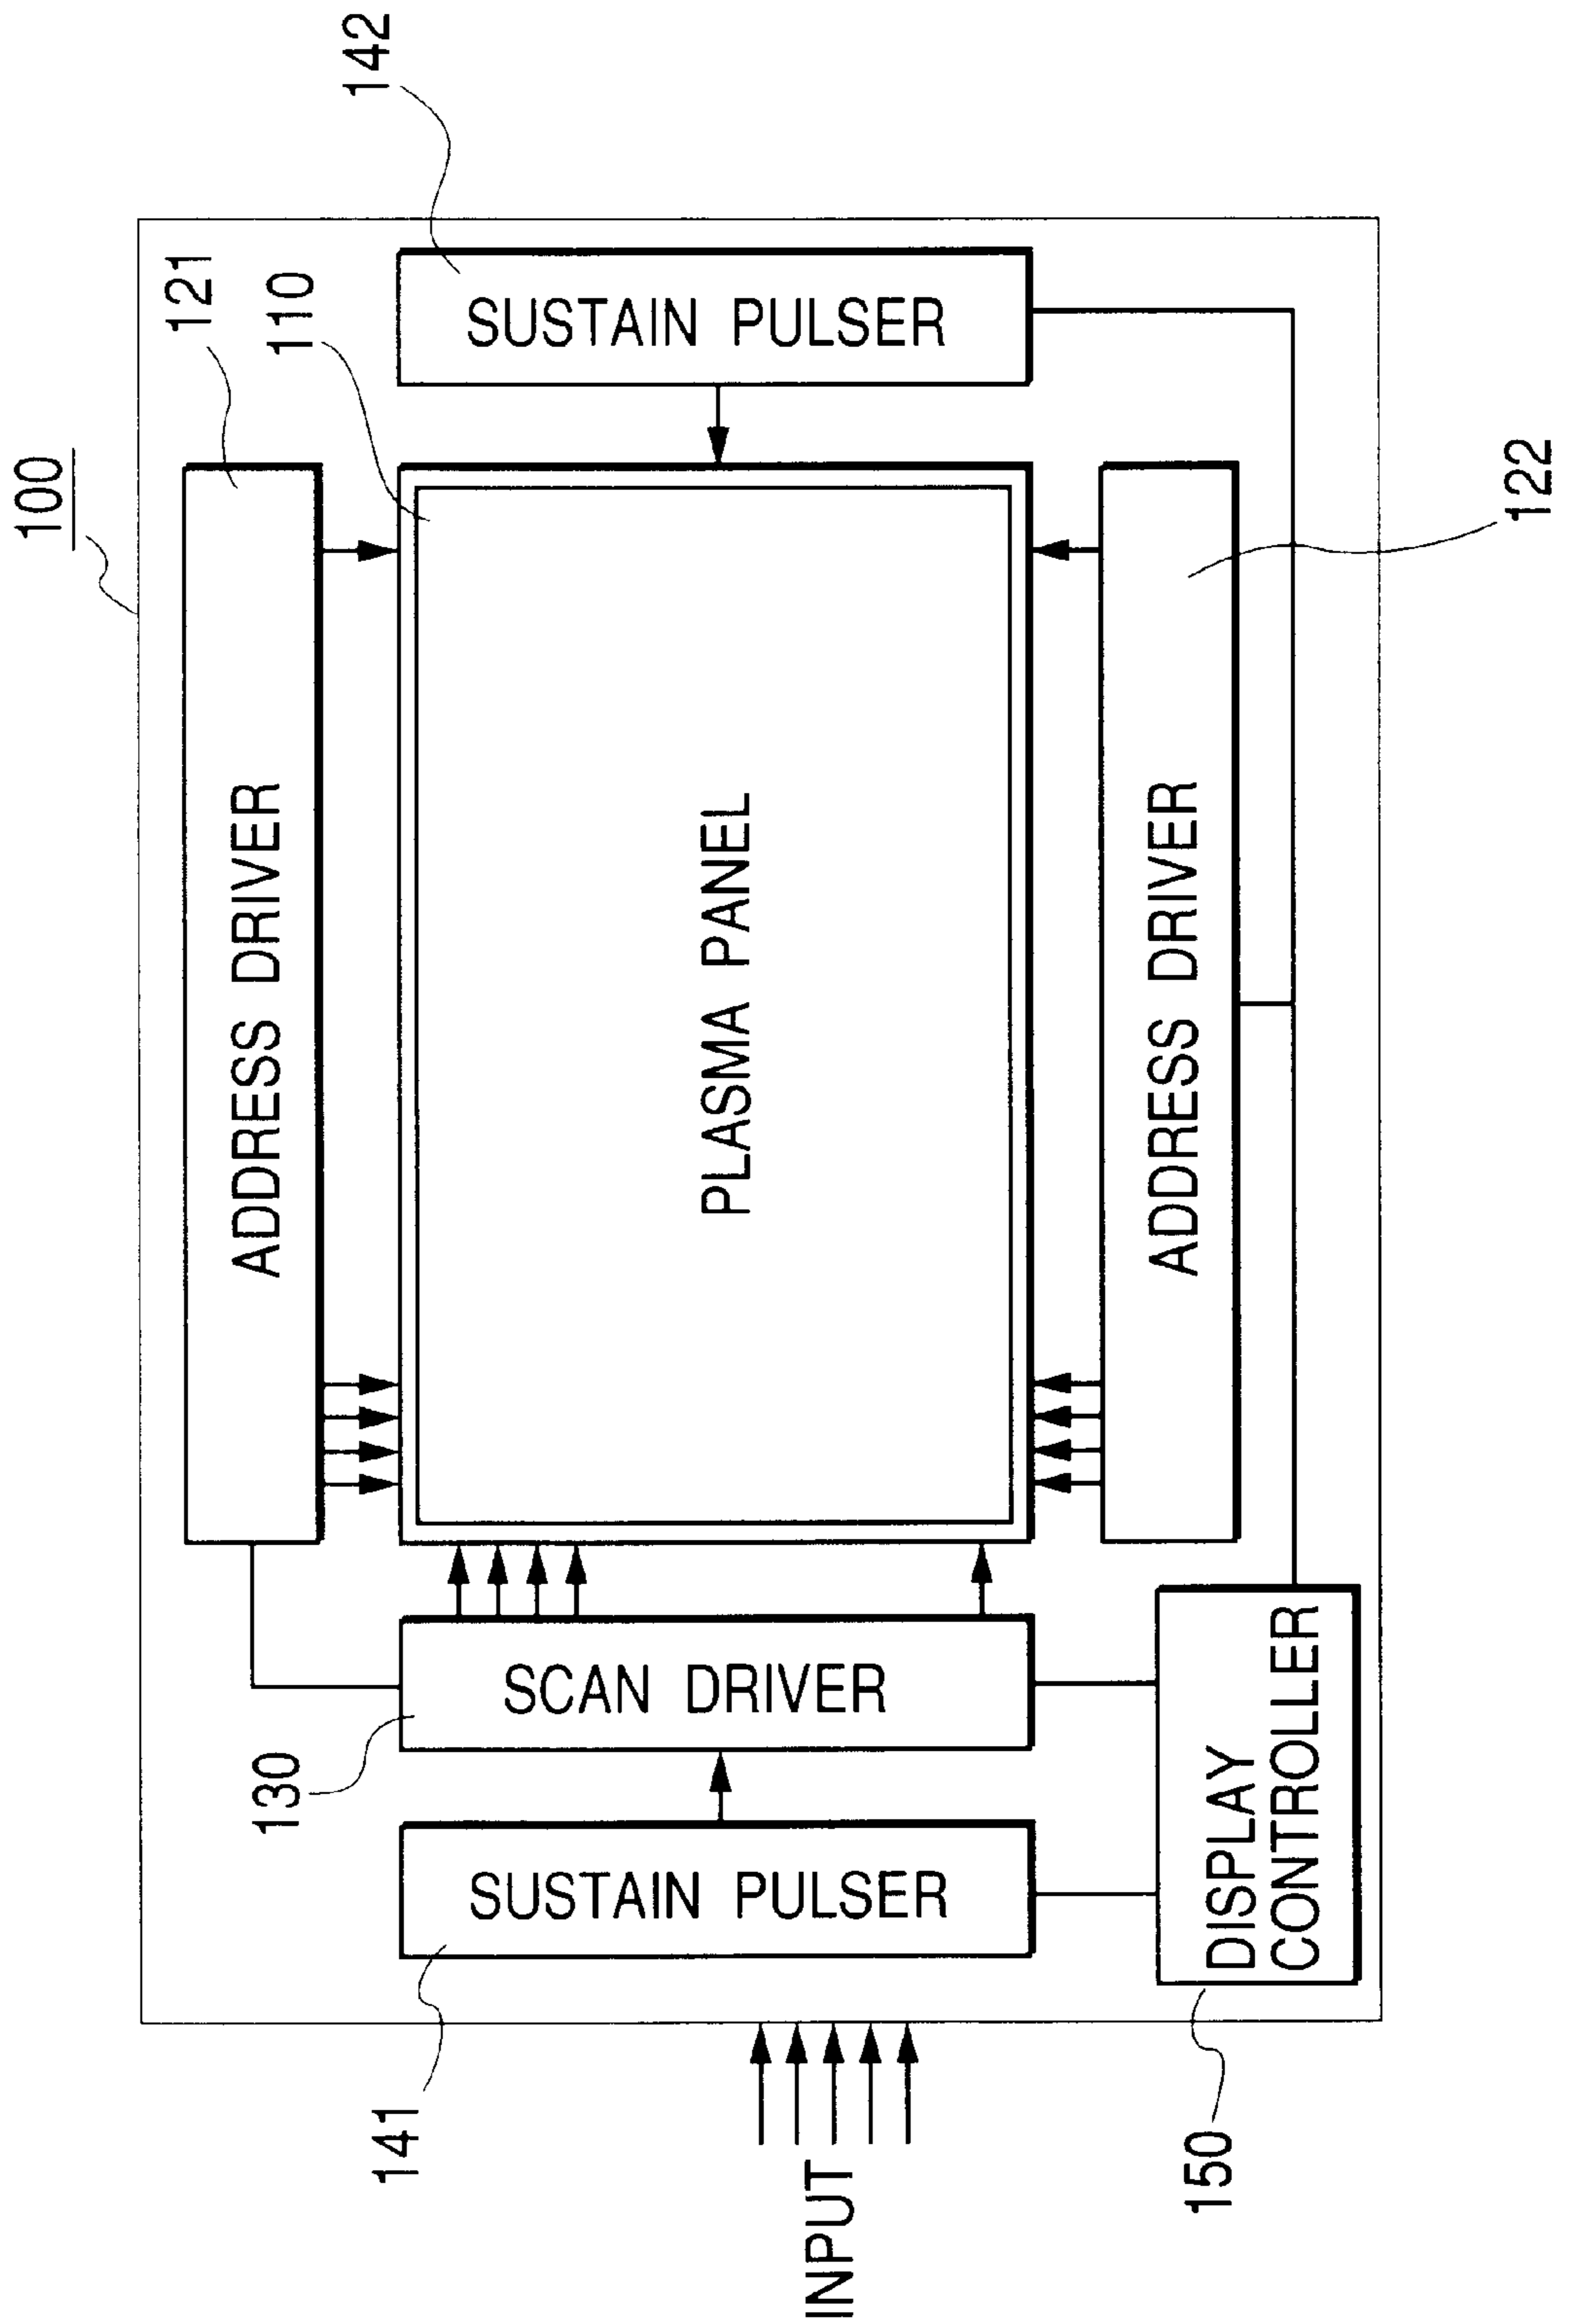 100
121
110
142
ADDRESS DRIVER
130
141
SUSTAIN PULSER
SCAN DRIVER
PLASMA PANEL
SUSTAIN PULSER
INPUT
ADDRESS DRIVER
150
DISPLAY
CONTROLLER
122